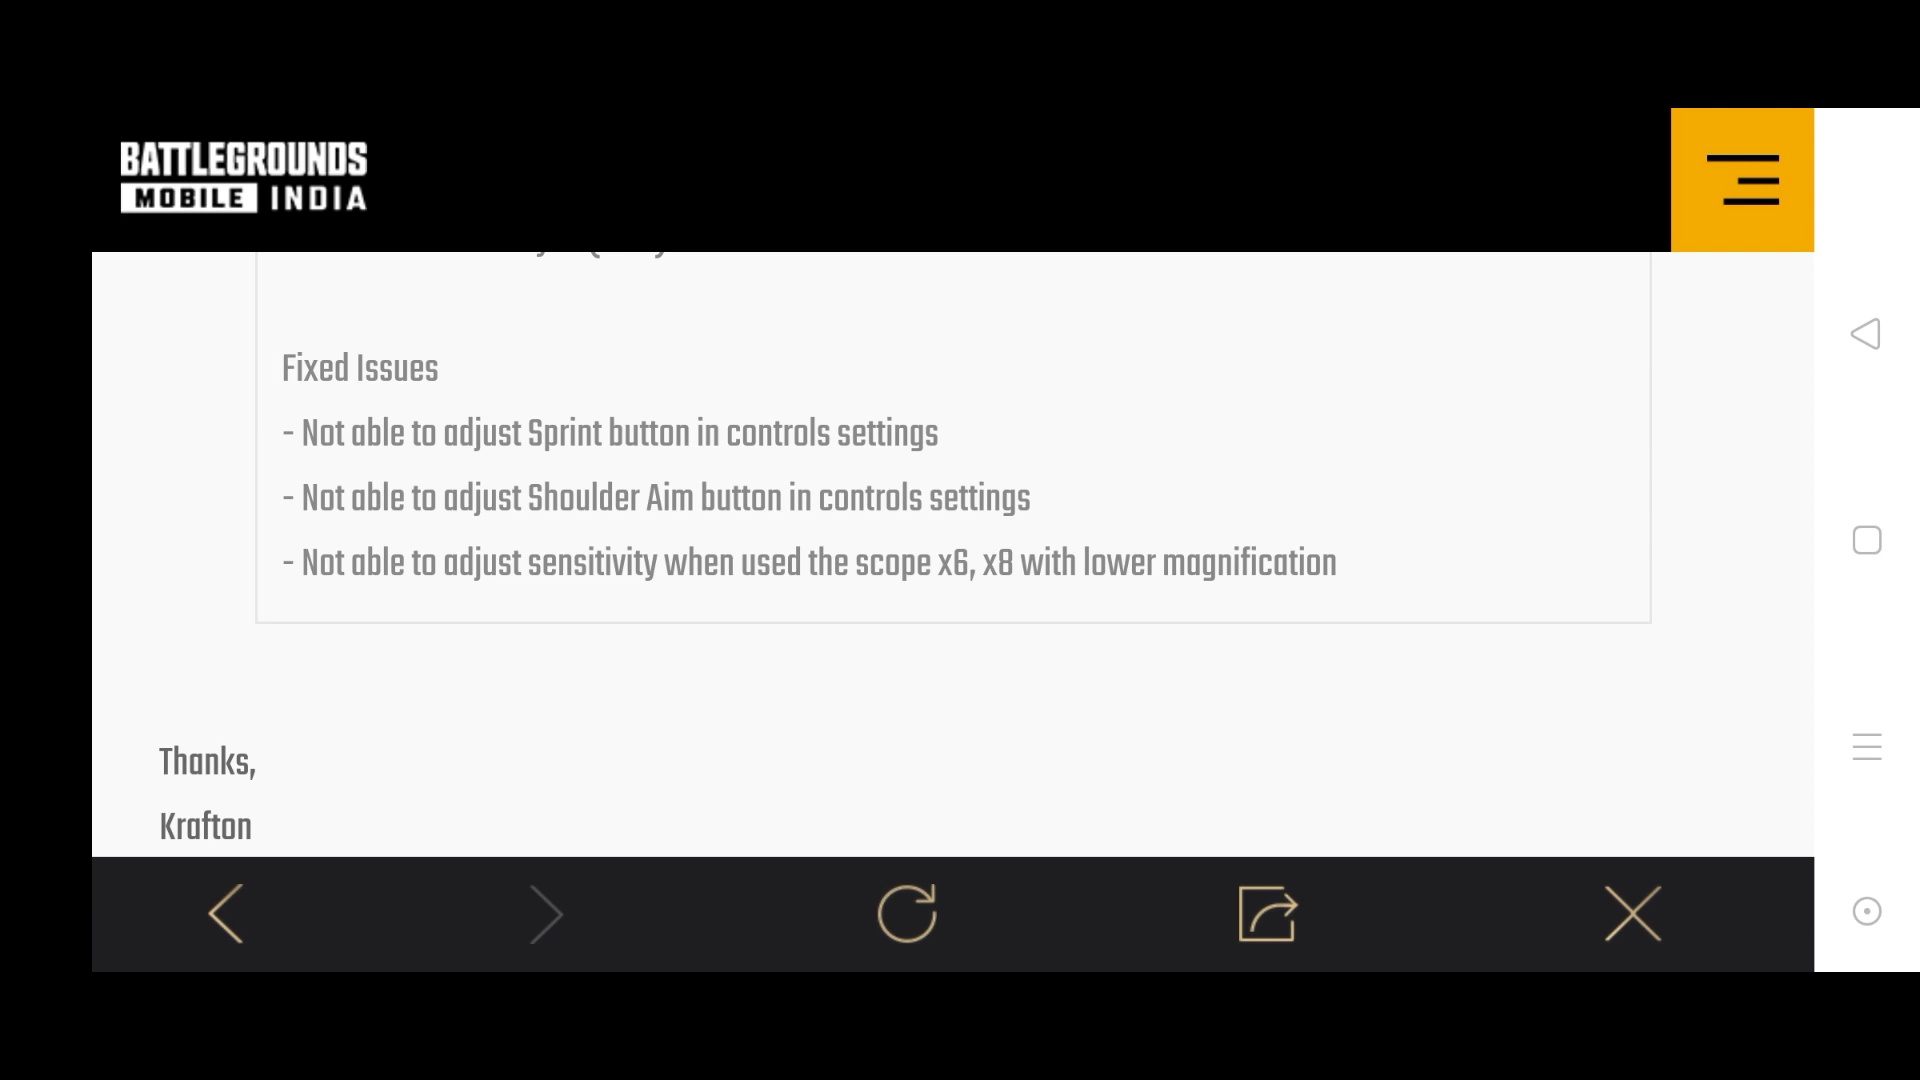 BATTLEGROUNDS
MOBILE INDIA
Fixed Issues
- Not able to adjust Sprint button in controls settings
- Not able to adjust Shoulder Aim button in controls settings
- Not able to adjust sensitivity when used the scope x6, x8 with lower magnification
Thanks,
Krafton